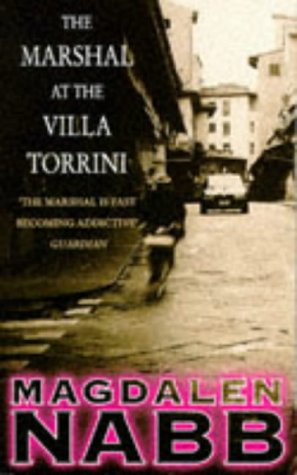 THE
MARSHAL
AT THE
VILLA
TORRINI
'THE MARSHAL IS FAST
BECOMING ADDICTIVE'
GUARDIAN
MAGDALEN
NABB